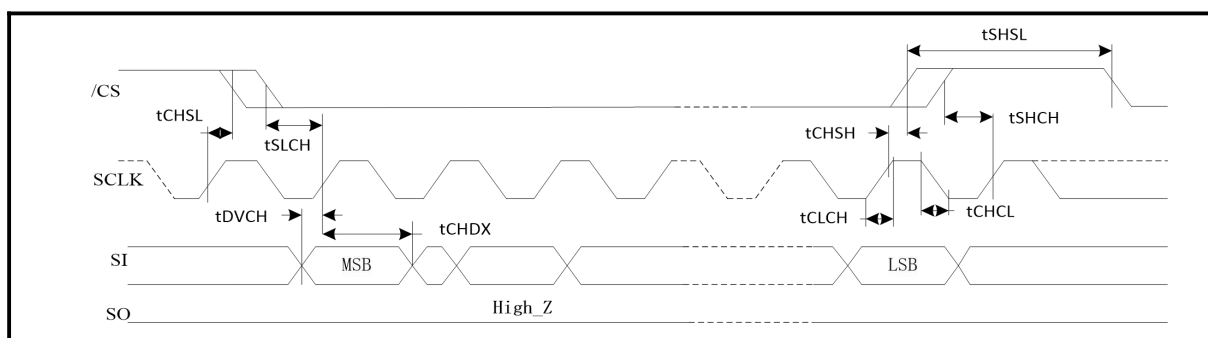 tSHSL
/CS
tCHSL
tSLCH
tCHSH
tSHCH
SCLK
tDVCH
tCHDX
tCLCH
tCHCL
SI
MSB
LSB
SO
High_Z